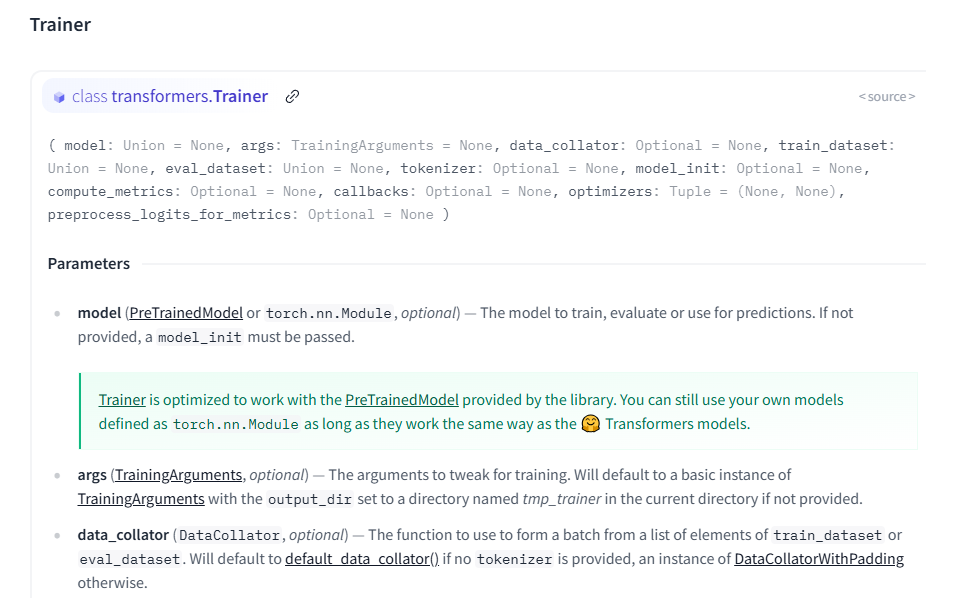 Trainer
class transformers.Trainer
<source>
( model: Union = None, args: TrainingArguments = None, data_collator: Optional = None, train_dataset:
Union = None, eval_dataset: Union = None, tokenizer: Optional = None, model_init: Optional = None,
compute_metrics: Optional = None, callbacks: Optional = None, optimizers: Tuple = (None, None),
preprocess_logits_for_metrics: Optional = None )
Parameters
• model (PreTrainedModel or torch.nn.Module, optional) — The model to train, evaluate or use for predictions. If not
provided, a model_init must be passed.
Trainer is optimized to work with the PreTrainedModel provided by the library. You can still use your own models
defined as torch.nn.Module as long as they work the same way as the 🤗 Transformers models.
• args (TrainingArguments, optional) — The arguments to tweak for training. Will default to a basic instance of
TrainingArguments with the output_dir set to a directory named tmp_trainer in the current directory if not provided.
• data_collator (DataCollator, optional) — The function to use to form a batch from a list of elements of train_dataset or
eval_dataset. Will default to default_data_collator() if no tokenizer is provided, an instance of DataCollatorWithPadding
otherwise.